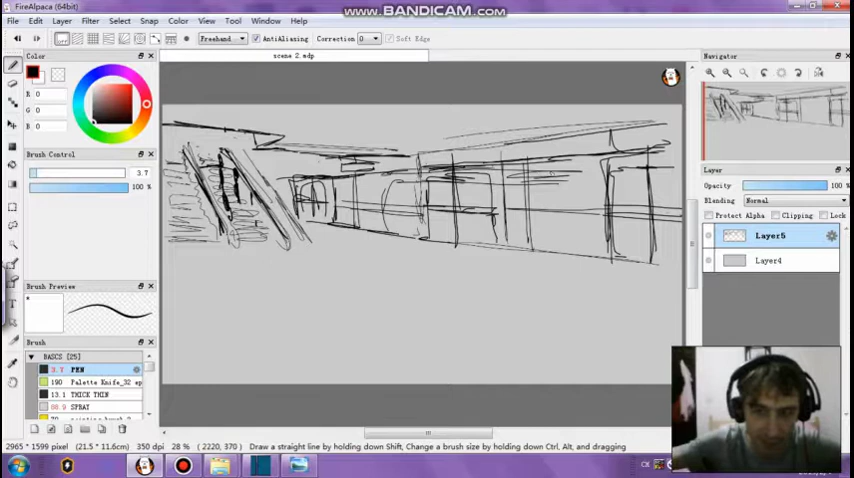 FireAlpaca (64bit)
www.BANDICAM.com
File Edit Layer Filter Select Snap Color View Tool Window Help
OFF Freehand AntiAliasing Correction 0 Soft Edge
Color
scene 2.mdp
Navigator
R 0
G 0
B 0
Brush Control
3.7
100 %
Layer
Opacity 100 %
Blending Normal
Protect Alpha Clipping Lock
Layer5
Layer4
Brush Preview
Brush
BASICS [25]
3.7 PEN
190 Palette Knife_32 ep
13.1 THICK THIN
SPRAY
2965 * 1599 pixel (21.5 * 11.6cm) 350 dpi 28 % (2220, 370) Draw a straight line by holding down Shift, Change a brush size by holding down Ctrl, Alt, and dragging